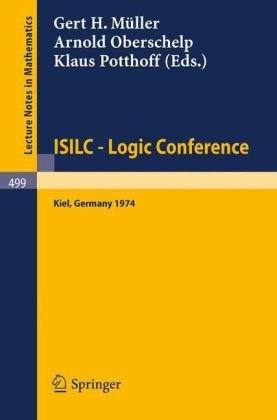 Gert H. Müller
Arnold Oberschelp
Klaus Potthoff (Eds.)
Lecture Notes in Mathematics
ISILC - Logic Conference
499
Kiel, Germany 1974
Springer